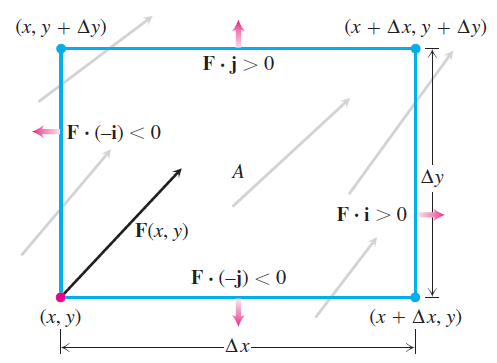 (x, y + Δy)
(x + Δx, y + Δy)
F · j > 0
F · (–i) < 0
A
Δy
F · i > 0
F(x, y)
F · (–j) < 0
(x, y)
(x + Δx, y)
Δx